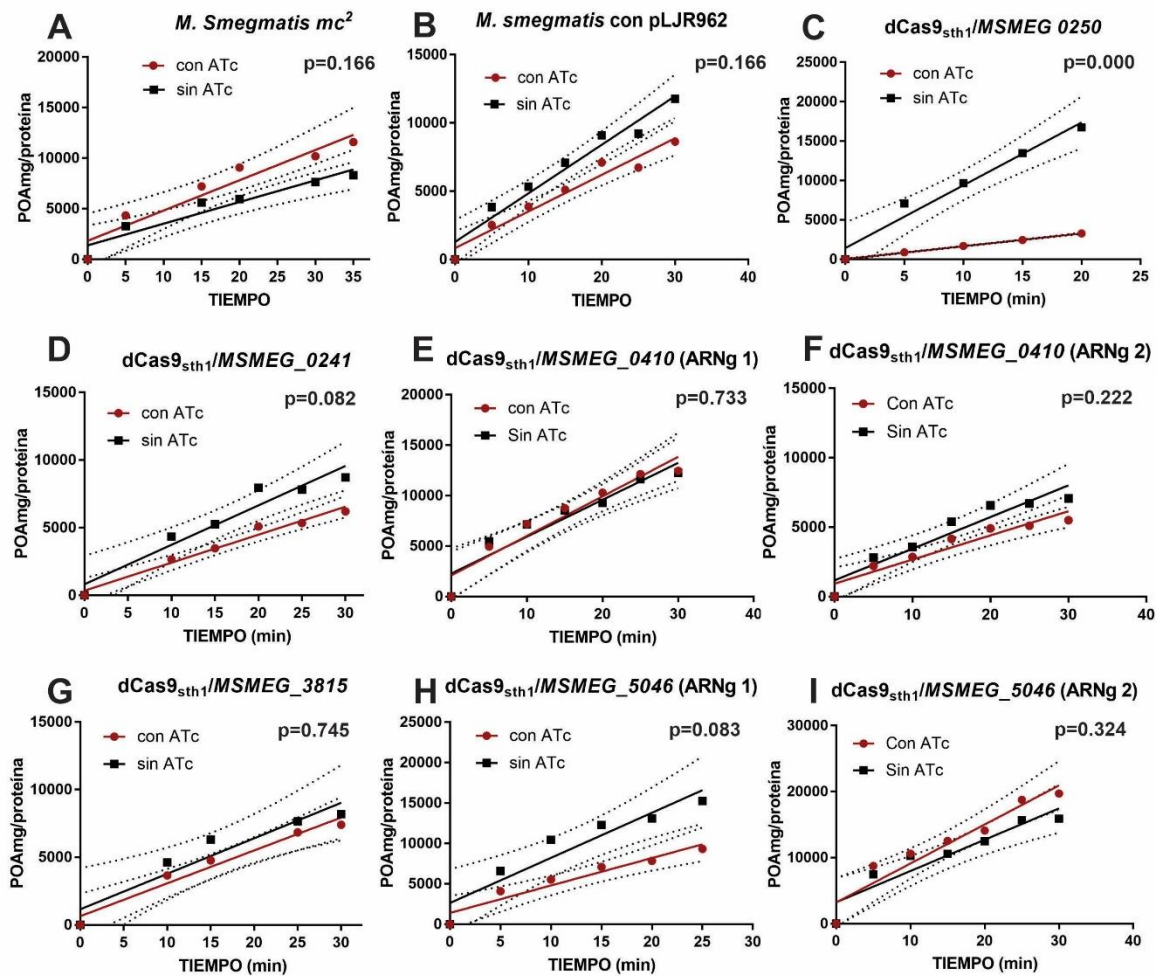 A
M. Smegmatis mc²
con ATc
sin ATc
p=0.166
POAmg/proteína
20000
15000
10000
5000
0
0 5 10 15 20 25 30 35
TIEMPO
B
M. smegmatis con pLJR962
con ATc
sin ATc
p=0.166
POAmg/proteína
15000
10000
5000
0
0 10 20 30 40
TIEMPO
C
dCas9sth1/MSMEG 0250
con ATc
sin ATc
p=0.000
POAmg/proteína
25000
20000
15000
10000
5000
0
0 5 10 15 20 25
TIEMPO (min)
D
dCas9sth1/MSMEG_0241
con ATc
sin ATc
p=0.082
POAmg/proteína
15000
10000
5000
0
0 5 10 15 20 25 30
TIEMPO (min)
E
dCas9sth1/MSMEG_0410 (ARNg 1)
con ATc
Sin ATc
p=0.733
POAmg/proteína
20000
15000
10000
5000
0
0 10 20 30 40
TIEMPO (min)
F
dCas9sth1/MSMEG_0410 (ARNg 2)
Con ATc
Sin ATc
p=0.222
POAmg/proteína
15000
10000
5000
0
0 10 20 30 40
TIEMPO (min)
G
dCas9sth1/MSMEG_3815
con ATc
sin ATc
p=0.745
POAmg/proteína
15000
10000
5000
0
0 5 10 15 20 25 30
TIEMPO (min)
H
dCas9sth1/MSMEG_5046 (ARNg 1)
con ATc
sin ATc
p=0.083
POAmg/proteína
25000
20000
15000
10000
5000
0
0 5 10 15 20 25 30
TIEMPO (min)
I
dCas9sth1/MSMEG_5046 (ARNg 2)
Con ATc
Sin ATc
p=0.324
POAmg/proteína
30000
20000
10000
0
0 10 20 30 40
TIEMPO (min)